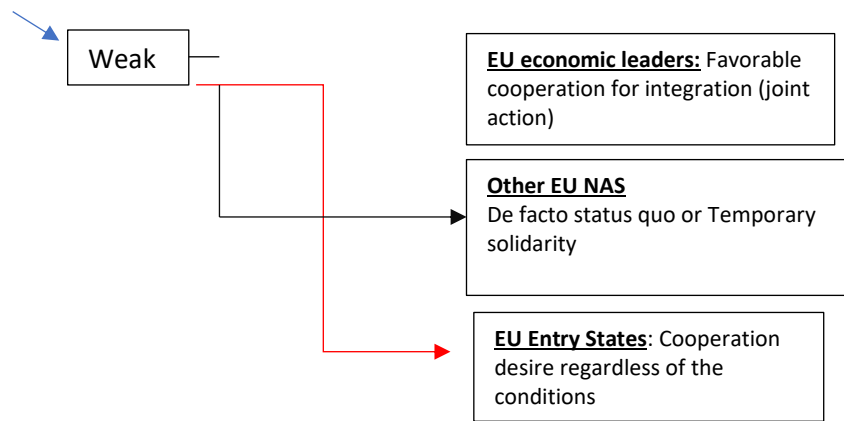 Weak
EU economic leaders: Favorable
cooperation for integration (joint
action)
Other EU NAS
De facto status quo or Temporary
solidarity
EU Entry States: Cooperation
desire regardless of the
conditions